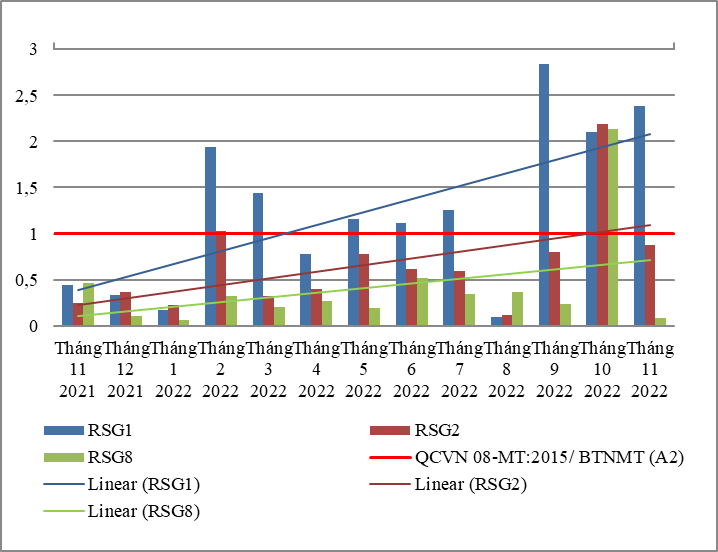 3
2,5
2
1,5
1
0,5
0
Tháng Tháng Tháng Tháng Tháng Tháng Tháng Tháng Tháng Tháng Tháng Tháng Tháng
11 12 1 2 3 4 5 6 7 8 9 10 11
2021 2021 2022 2022 2022 2022 2022 2022 2022 2022 2022 2022 2022
RSG1 RSG2
RSG8 QCVN 08-MT:2015/ BTNMT (A2)
Linear (RSG1) Linear (RSG2)
Linear (RSG8)